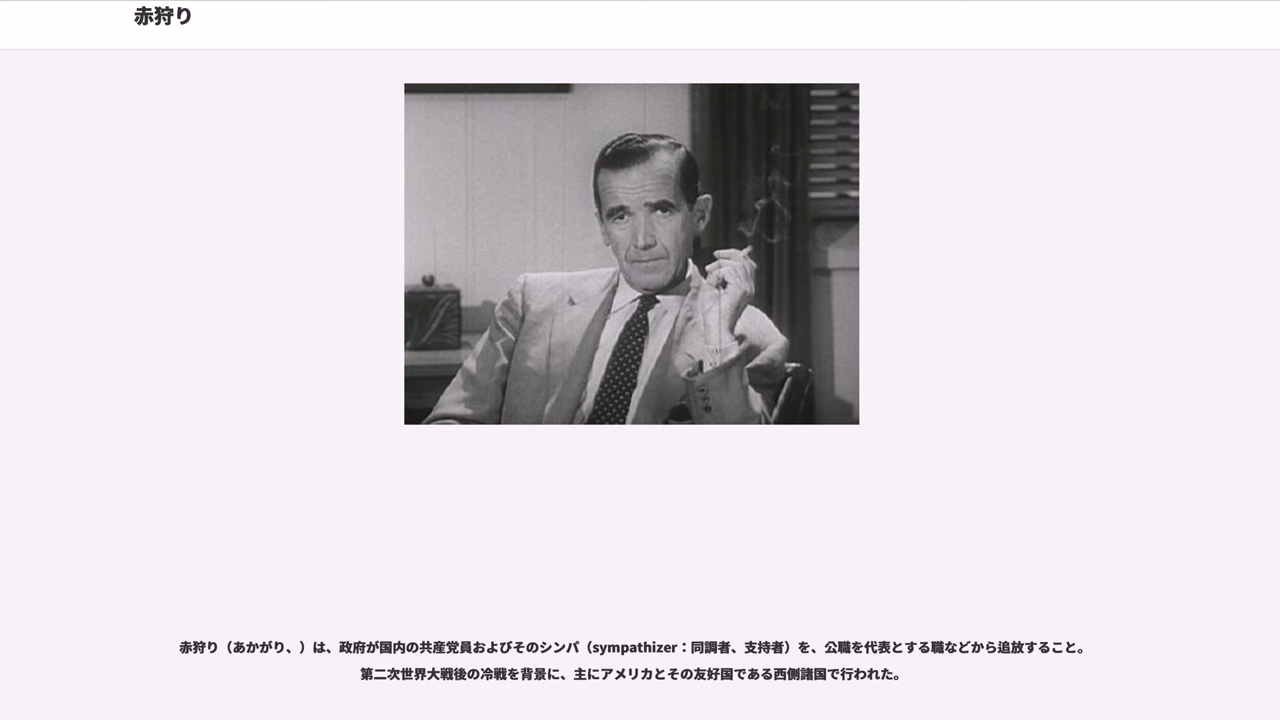 赤狩り
赤狩り（あかがり、）は、政府が国内の共産党員およびそのシンパ（sympathizer：同調者、支持者）を、公職を代表とする職などから追放すること。
第二次世界大戦後の冷戦を背景に、主にアメリカとその友好国である西側諸国で行われた。